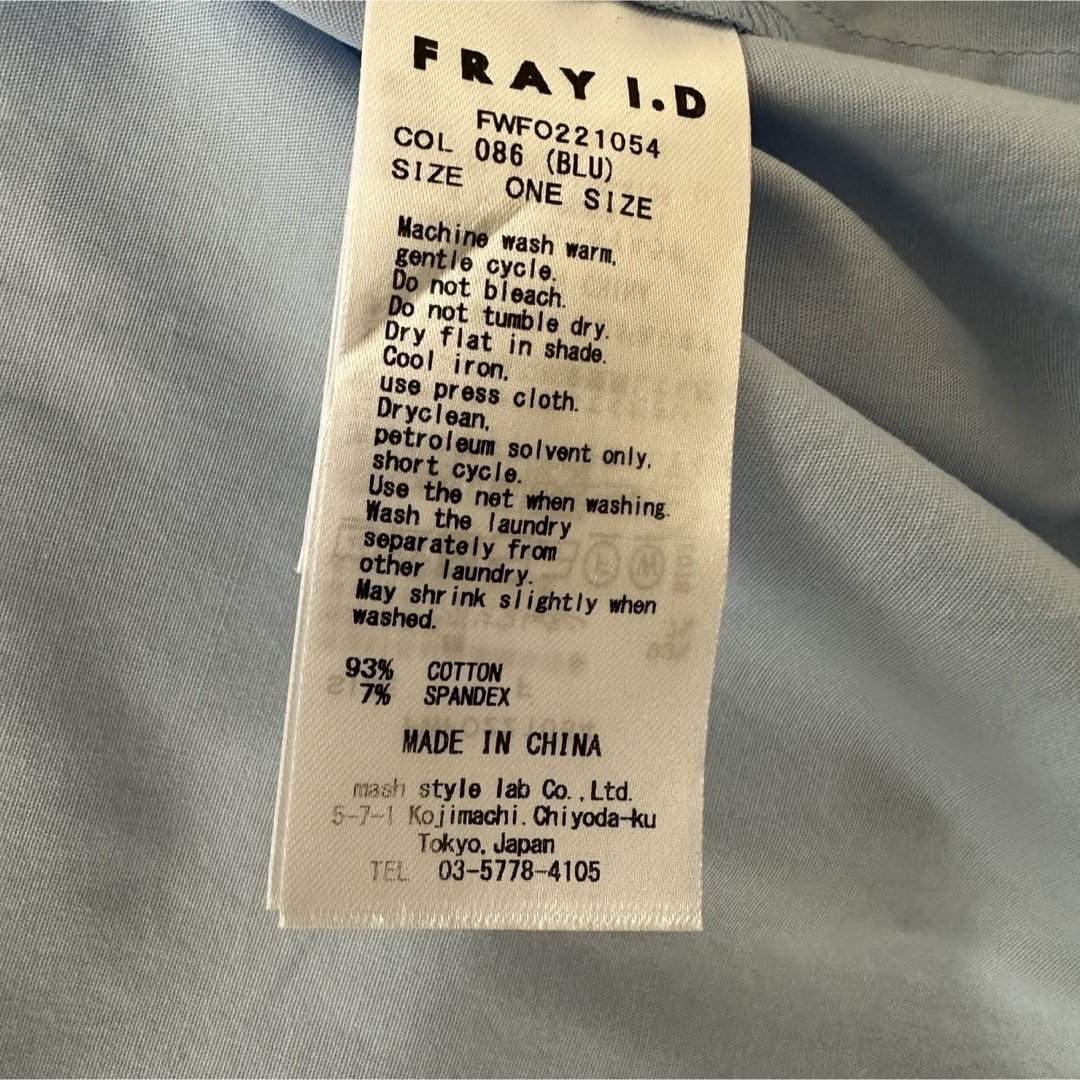 FRAY I.D
FWFO221054
COL 086 (BLU)
SIZE ONE SIZE
Machine wash warm,
gentle cycle.
Do not bleach.
Do not tumble dry.
Dry flat in shade.
Cool iron,
use press cloth.
Dryclean,
petroleum solvent only,
short cycle.
Use the net when washing.
Wash the laundry
separately from
other laundry.
May shrink slightly when
washed.
93% COTTON
7% SPANDEX
MADE IN CHINA
mash style lab Co.,Ltd.
5-7-1 Kojimachi.Chiyoda-ku
Tokyo,Japan
TEL 03-5778-4105